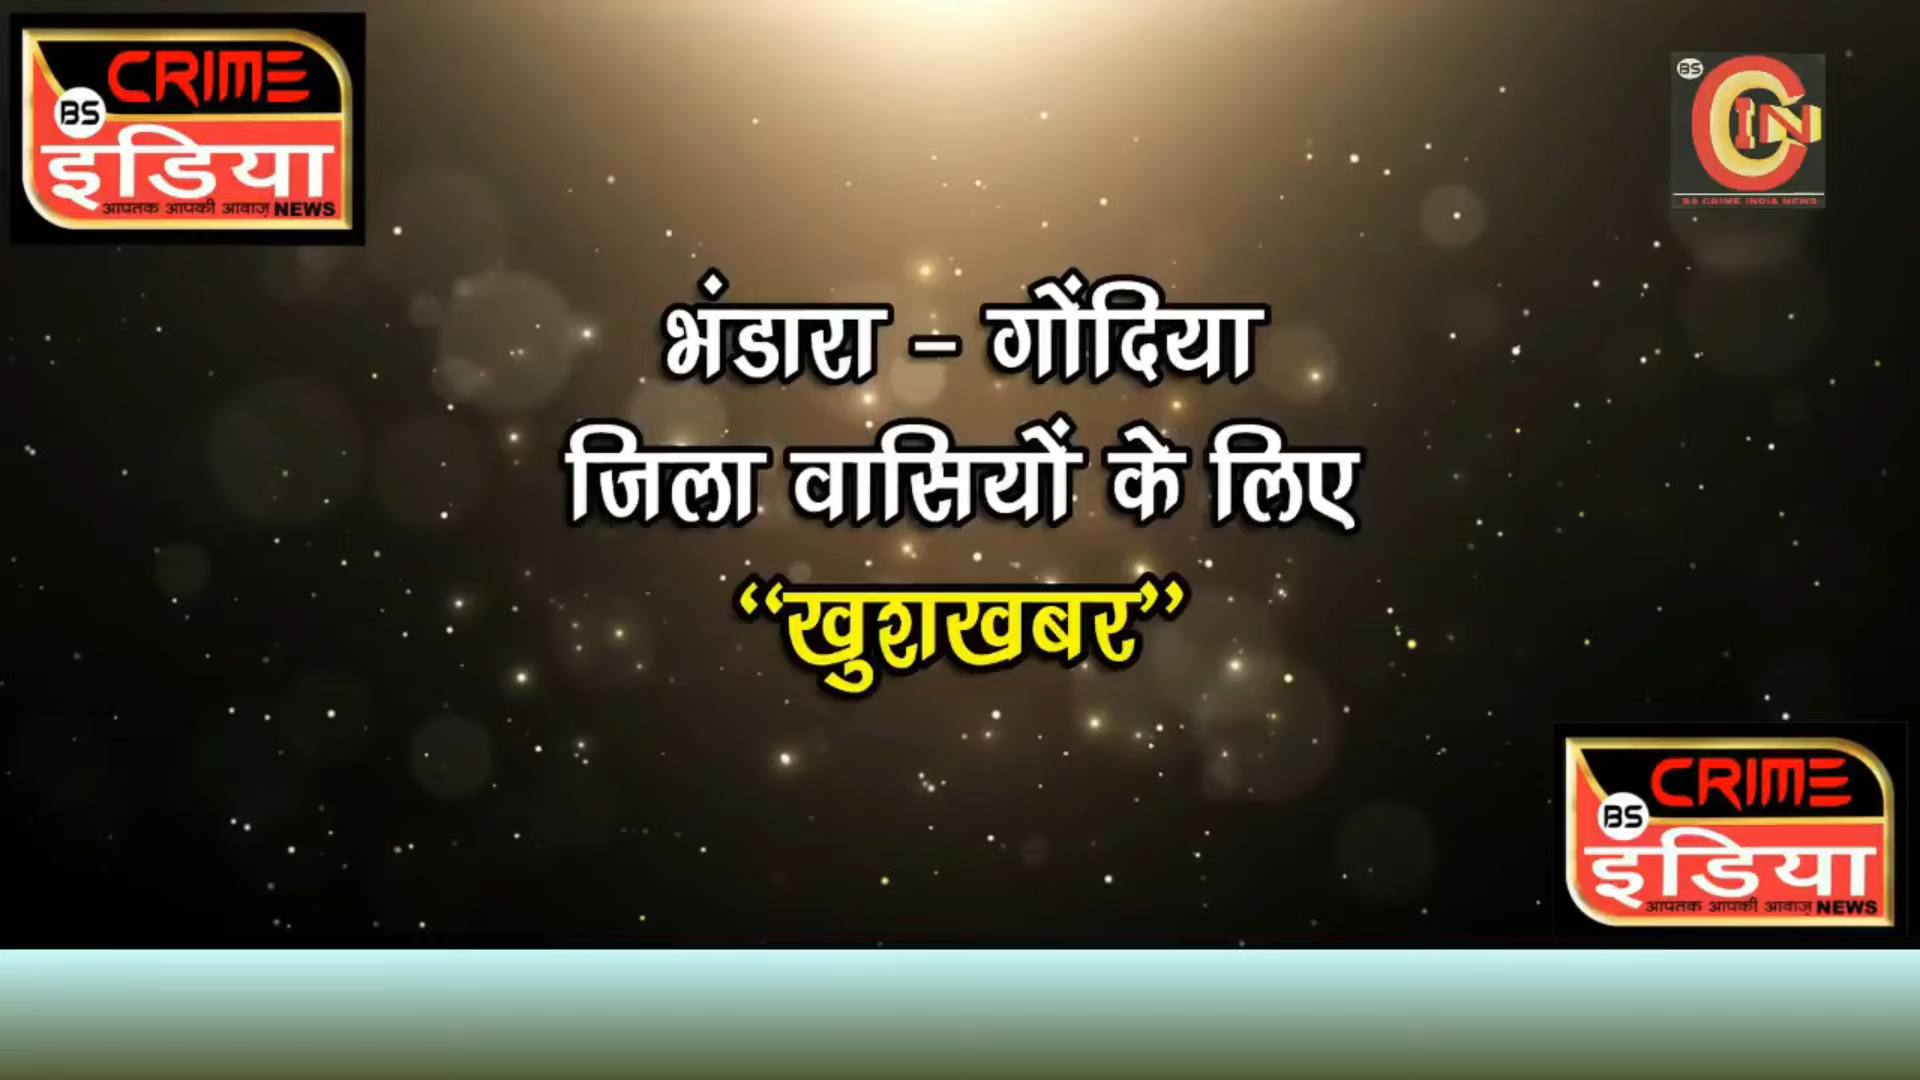 CRIME
BS
इंडिया
आपतक आपकी आवाज़ NEWS
BS
C IN
BS CRIME INDIA NEWS
भंडारा - गोंदिया
जिला वासियों के लिए
“खुशखबर”
CRIME
BS
इंडिया
आपतक आपकी आवाज़ NEWS